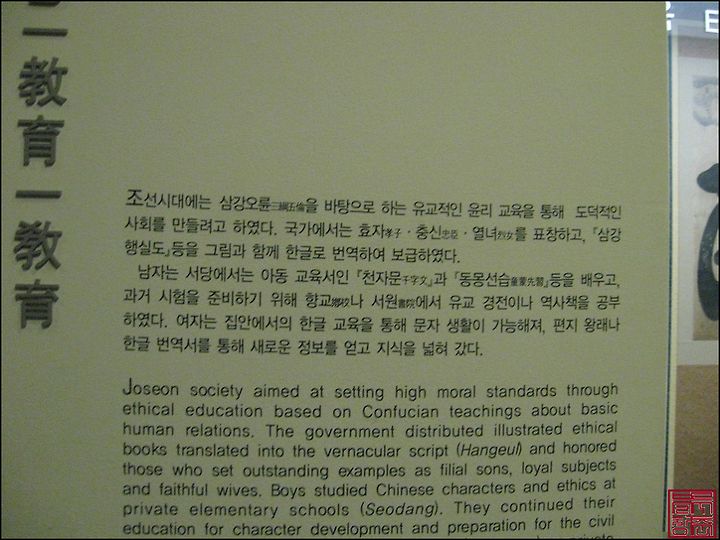 一教育一教育
조선시대에는 삼강오륜三綱五倫을 바탕으로 하는 유교적인 윤리 교육을 통해 도덕적인
사회를 만들려고 하였다. 국가에서는 효자孝子·충신忠臣·열녀烈女를 표창하고, 『삼강
행실도』등을 그림과 함께 한글로 번역하여 보급하였다.
남자는 서당에서는 아동 교육서인 『천자문千字文』과 『동몽선습童蒙先習』등을 배우고,
과거 시험을 준비하기 위해 향교鄕校나 서원書院에서 유교 경전이나 역사책을 공부
하였다. 여자는 집안에서의 한글 교육을 통해 문자 생활이 가능해져, 편지 왕래나
한글 번역서를 통해 새로운 정보를 얻고 지식을 넓혀 갔다.
Joseon society aimed at setting high moral standards through
ethical education based on Confucian teachings about basic
human relations. The government distributed illustrated ethical
books translated into the vernacular script (Hangeul) and honored
those who set outstanding examples as filial sons, loyal subjects
and faithful wives. Boys studied Chinese characters and ethics at
private elementary schools (Seodang). They continued their
education for character development and preparation for the civil